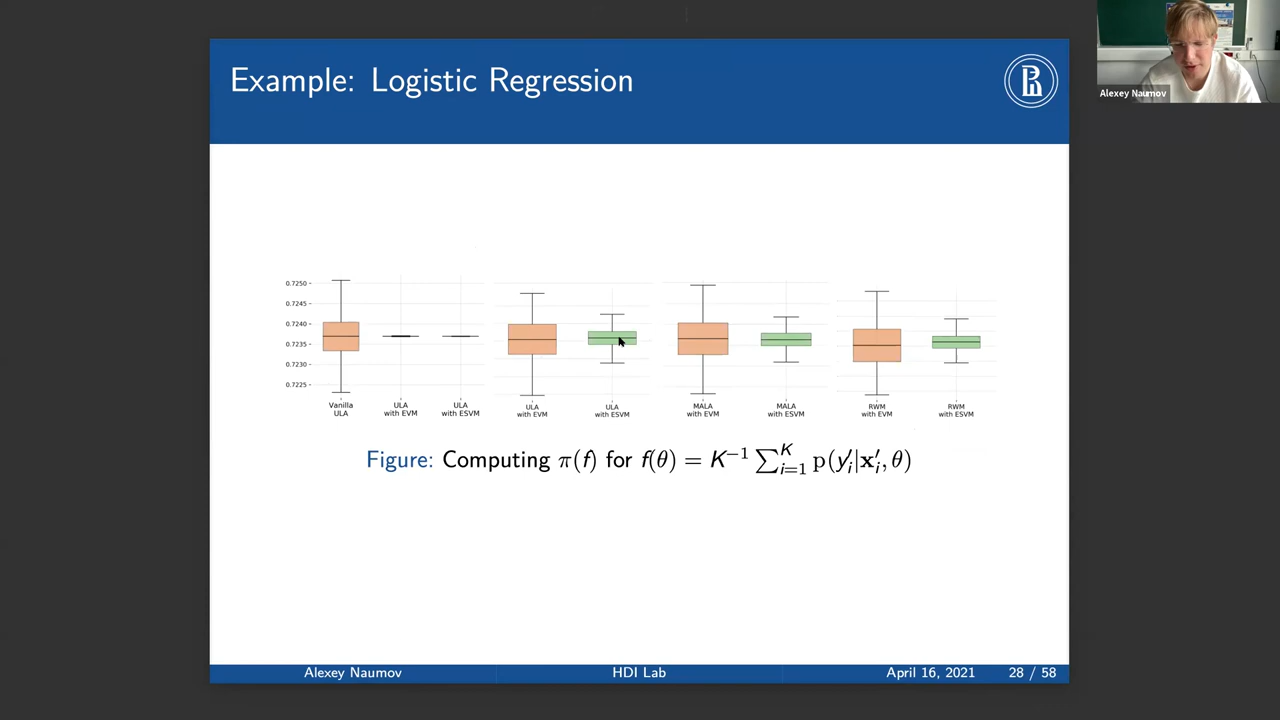 Example: Logistic Regression
Alexey Naumov
0.7250
0.7245
0.7240
0.7235
0.7230
0.7225
Vanilla
ULA
ULA
with EVM
ULA
with ESVM
ULA
with EVM
ULA
with ESVM
MALA
with EVM
MALA
with ESVM
RWM
with EVM
RWM
with ESVM
Figure: Computing π(f) for f(θ) = K⁻¹ ∑ᵢ₌₁ᴷ p(y′ᵢ|x′ᵢ, θ)
Alexey Naumov HDI Lab April 16, 2021 28 / 58